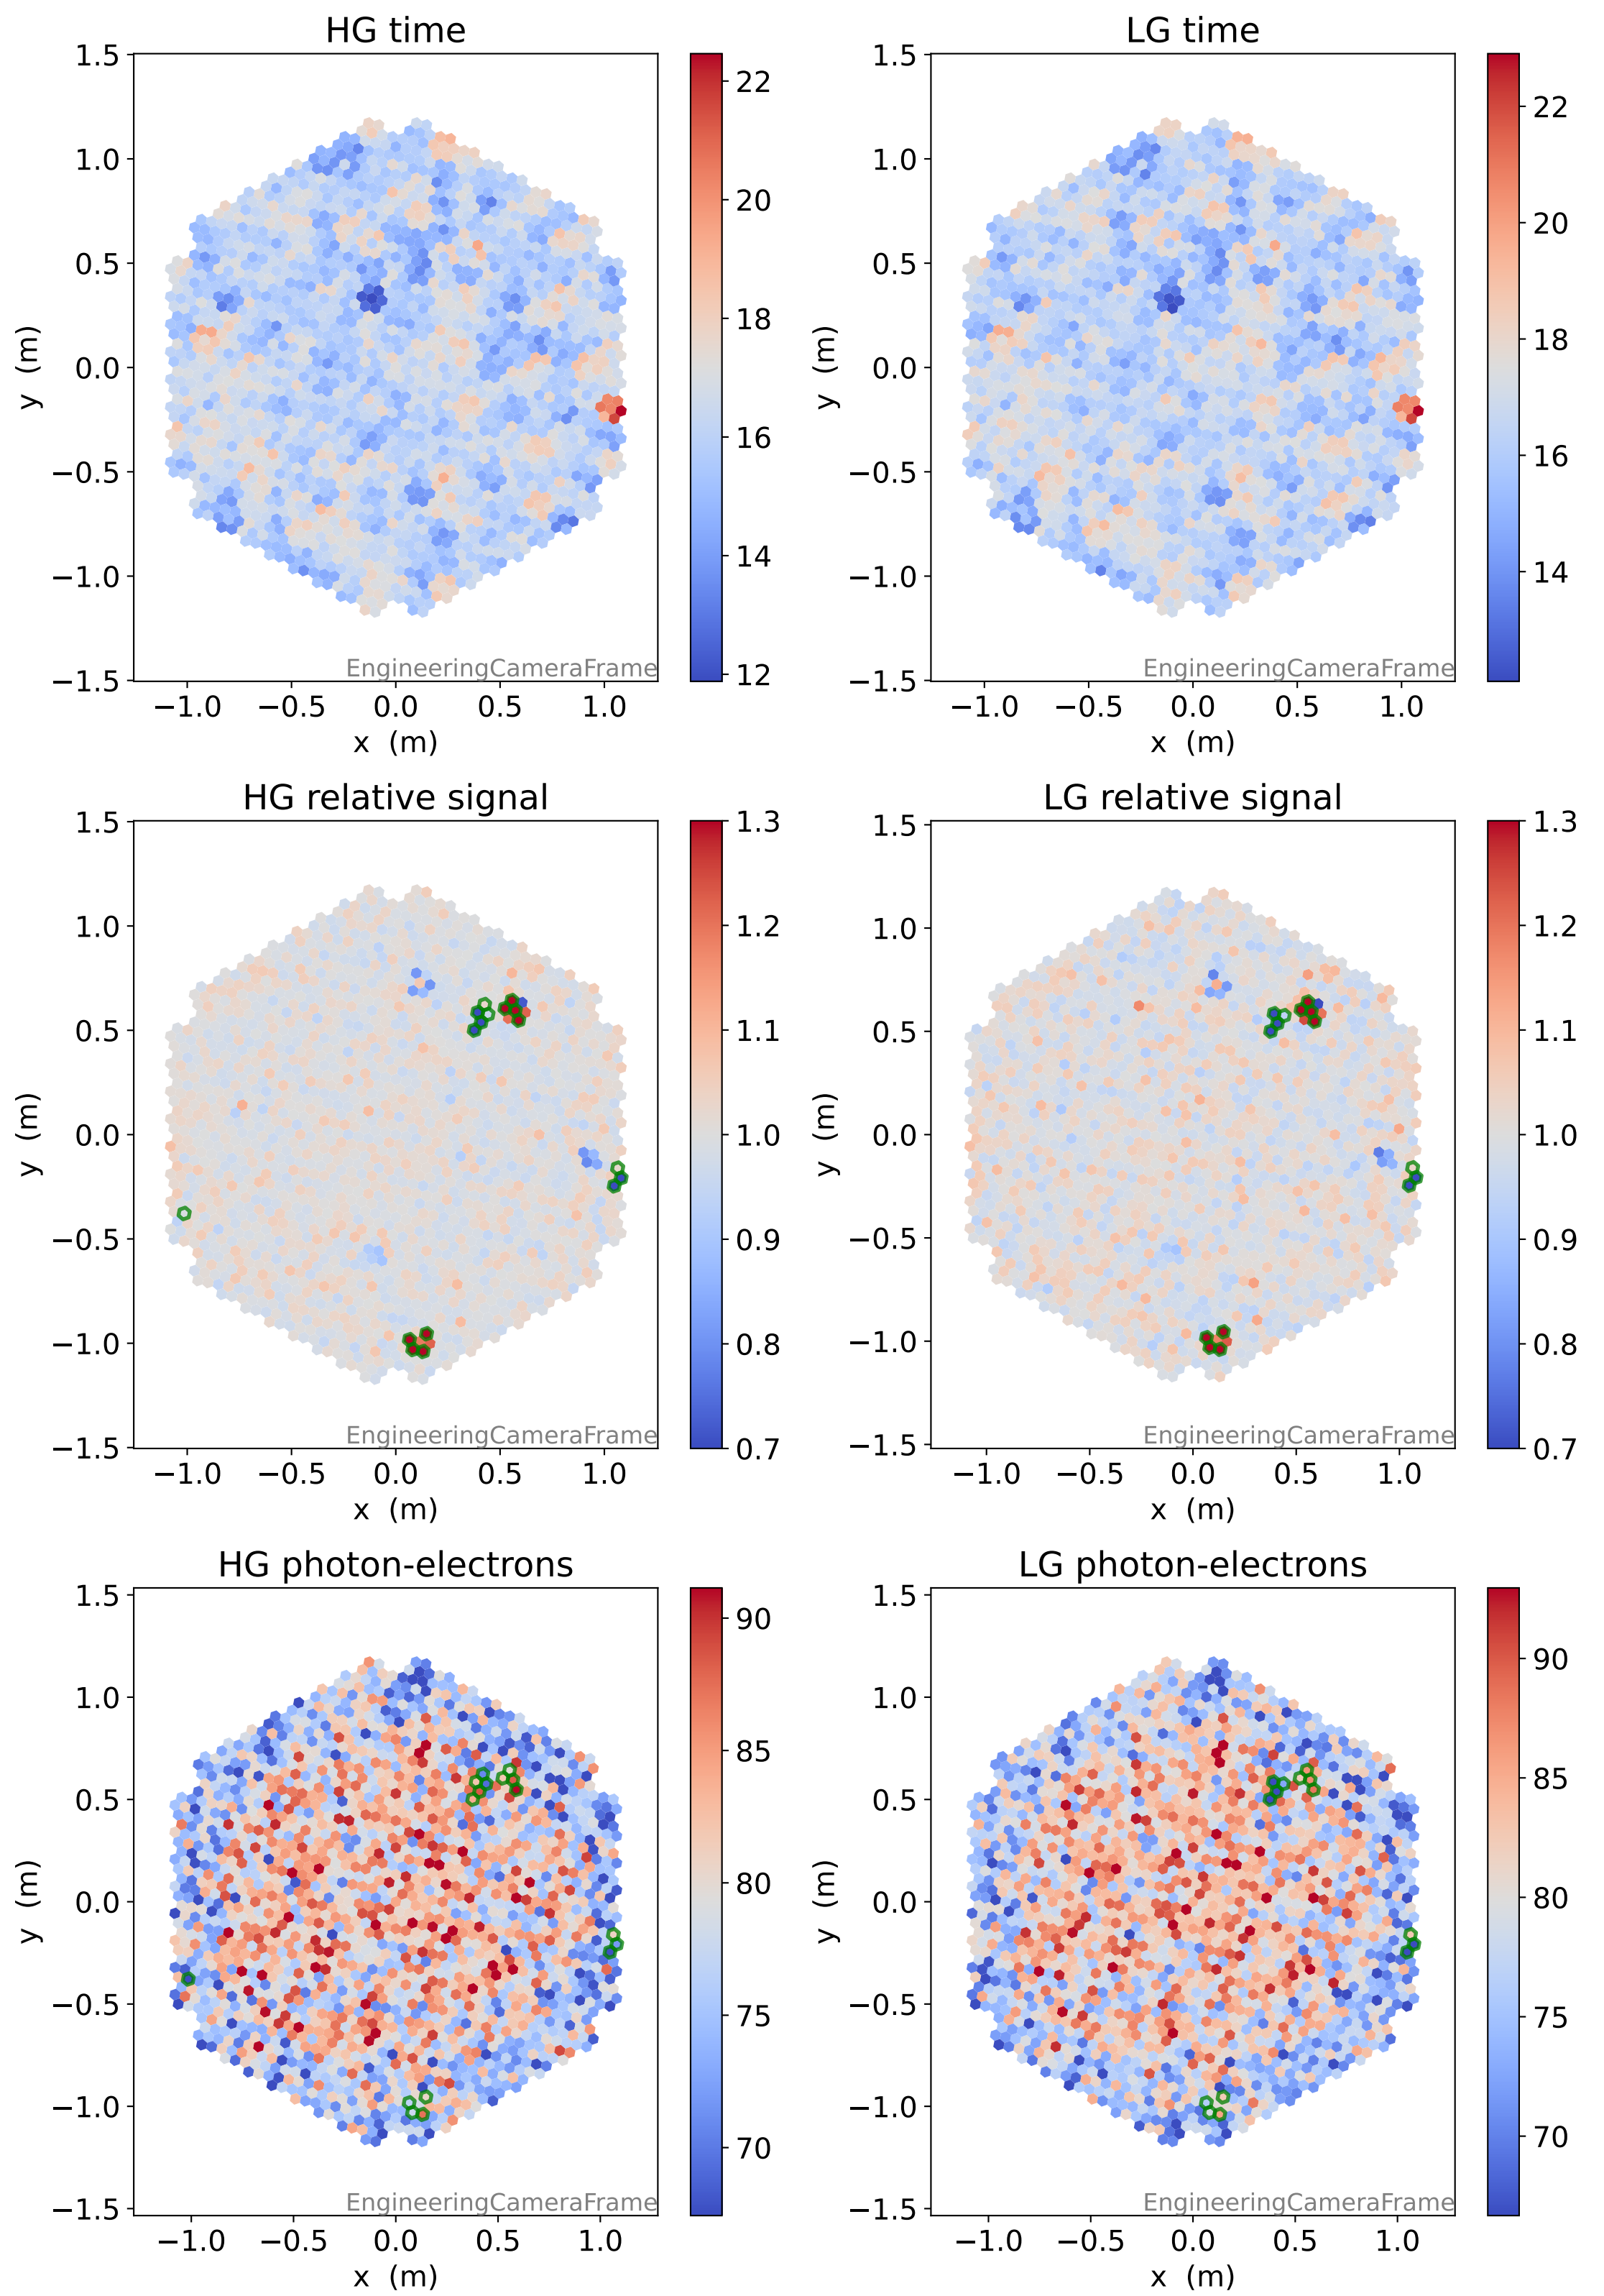 HG time
1.5
1.0
0.5
0.0
−0.5
−1.0
−1.5
y (m)
−1.0 −0.5 0.0 0.5 1.0
x (m)
EngineeringCameraFrame
22
20
18
16
14
12
LG time
1.5
1.0
0.5
0.0
−0.5
−1.0
−1.5
y (m)
−1.0 −0.5 0.0 0.5 1.0
x (m)
EngineeringCameraFrame
22
20
18
16
14
HG relative signal
1.5
1.0
0.5
0.0
−0.5
−1.0
−1.5
y (m)
−1.0 −0.5 0.0 0.5 1.0
x (m)
EngineeringCameraFrame
1.3
1.2
1.1
1.0
0.9
0.8
0.7
LG relative signal
1.5
1.0
0.5
0.0
−0.5
−1.0
−1.5
y (m)
−1.0 −0.5 0.0 0.5 1.0
x (m)
EngineeringCameraFrame
1.3
1.2
1.1
1.0
0.9
0.8
0.7
HG photon-electrons
1.5
1.0
0.5
0.0
−0.5
−1.0
−1.5
y (m)
−1.0 −0.5 0.0 0.5 1.0
x (m)
EngineeringCameraFrame
90
85
80
75
70
LG photon-electrons
1.5
1.0
0.5
0.0
−0.5
−1.0
−1.5
y (m)
−1.0 −0.5 0.0 0.5 1.0
x (m)
EngineeringCameraFrame
90
85
80
75
70